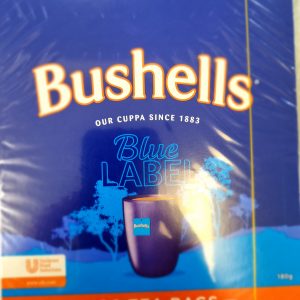 Bushells
OUR CUPPA SINCE 1883
Blue
LABEL
Bushells
180g
TEA BAGS